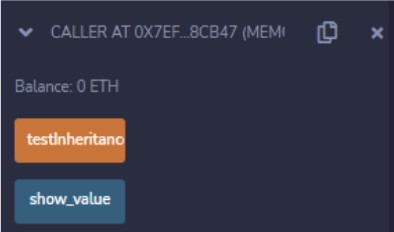 CALLER AT 0X7EF...8CB47 (MEM
Balance: 0 ETH
testInheritanc
show_value